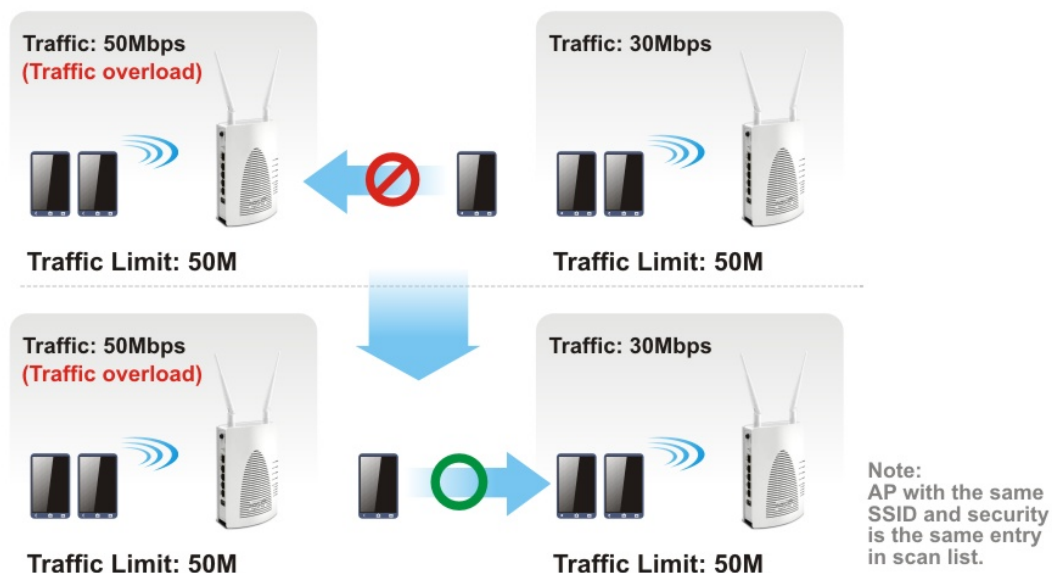 Traffic: 50Mbps
(Traffic overload)
Traffic: 30Mbps
Traffic Limit: 50M
Traffic Limit: 50M
Traffic: 50Mbps
(Traffic overload)
Traffic: 30Mbps
Traffic Limit: 50M
Traffic Limit: 50M
Note:
AP with the same
SSID and security
is the same entry
in scan list.